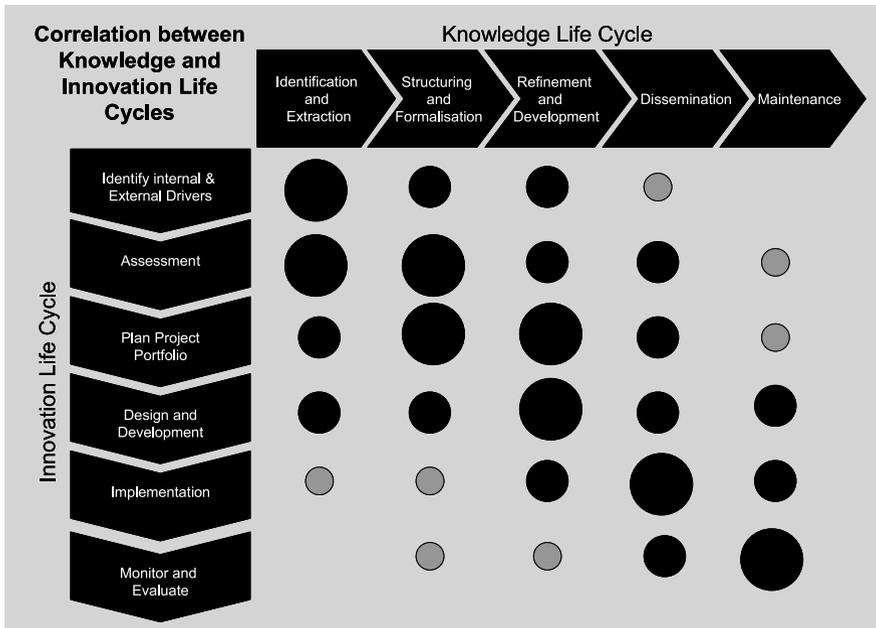 Correlation between
Knowledge and
Innovation Life
Cycles
Knowledge Life Cycle
Identification
and
Extraction
Structuring
and
Formalisation
Refinement
and
Development
Dissemination
Maintenance
Innovation Life Cycle
Identify internal &
External Drivers
Assessment
Plan Project
Portfolio
Design and
Development
Implementation
Monitor and
Evaluate